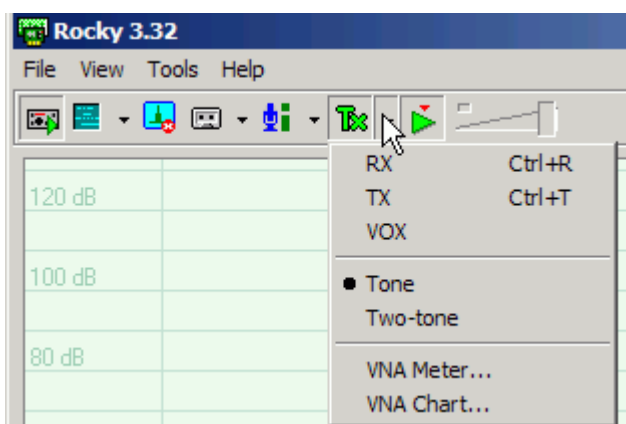 Rocky 3.32
File View Tools Help
Tx
120 dB
100 dB
80 dB
RX Ctrl+R
TX Ctrl+T
VOX
Tone
Two-tone
VNA Meter...
VNA Chart...